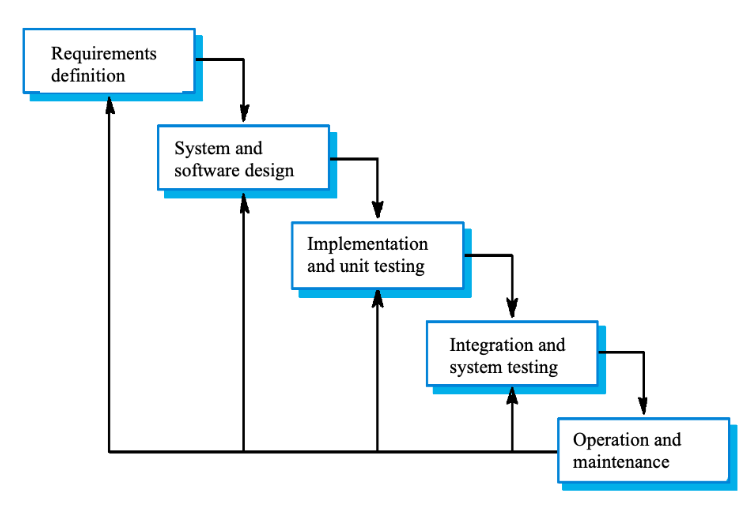 Requirements
definition
System and
software design
Implementation
and unit testing
Integration and
system testing
Operation and
maintenance